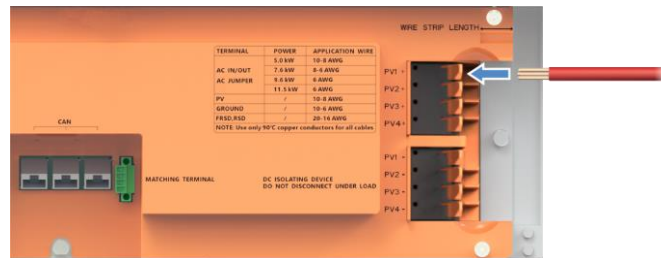 WIRE STRIP LENGTH
TERMINAL POWER APPLICATION WIRE
AC IN/OUT
AC JUMPER
5.0 kW 10-8 AWG
7.6 kW 8-6 AWG
9.6 kW 6 AWG
11.5 kW 6 AWG
PV / 10-8 AWG
GROUND / 10-6 AWG
FRSD,RSD / 20-16 AWG
NOTE: Use only 90°C copper conductors for all cables.
PV1 -
PV2 -
PV3 -
PV4 -
CAN
MATCHING TERMINAL
DC ISOLATING DEVICE
DO NOT DISCONNECT UNDER LOAD
PV1 -
PV2 -
PV3 -
PV4 -